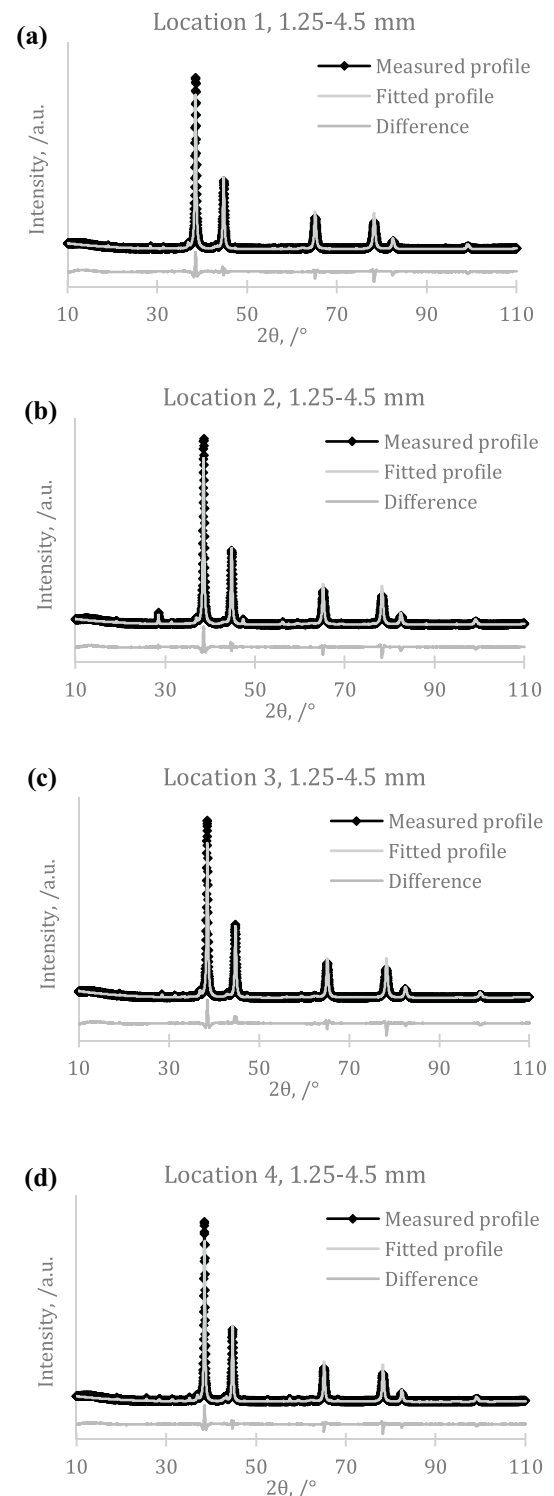 (a)
Location 1, 1.25-4.5 mm
Measured profile
Fitted profile
Difference
Intensity, /a.u.
10 30 50 70 90 110
2θ, /°
(b)
Location 2, 1.25-4.5 mm
Measured profile
Fitted profile
Difference
Intensity, /a.u.
10 30 50 70 90 110
2θ, /°
(c)
Location 3, 1.25-4.5 mm
Measured profile
Fitted profile
Difference
Intensity, /a.u.
10 30 50 70 90 110
2θ, /°
(d)
Location 4, 1.25-4.5 mm
Measured profile
Fitted profile
Difference
Intensity, /a.u.
10 30 50 70 90 110
2θ, /°